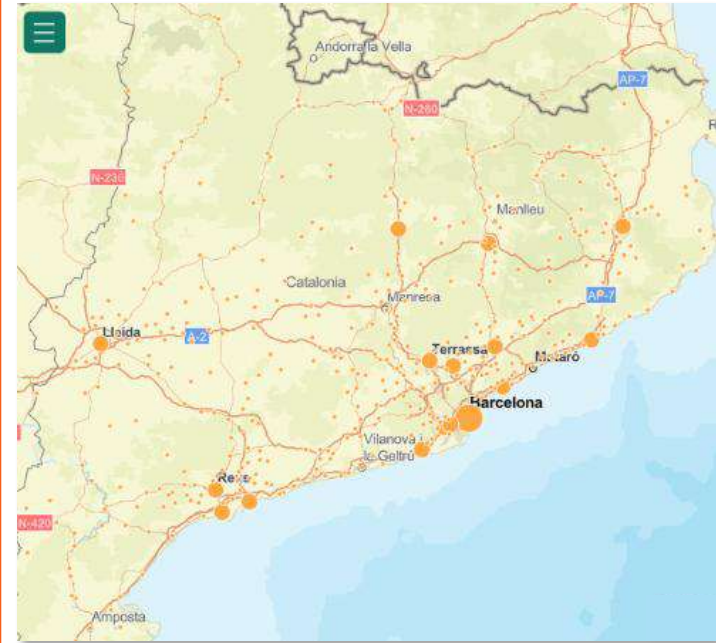 Andorra la Vella
AP-7
N-260
N-236
Manlleu
Catalonia
Manresa
AP-7
Lleida
A-2
Terrassa
Mataró
Barcelona
Vilanova i
la Geltrú
Reus
N-420
Amposta